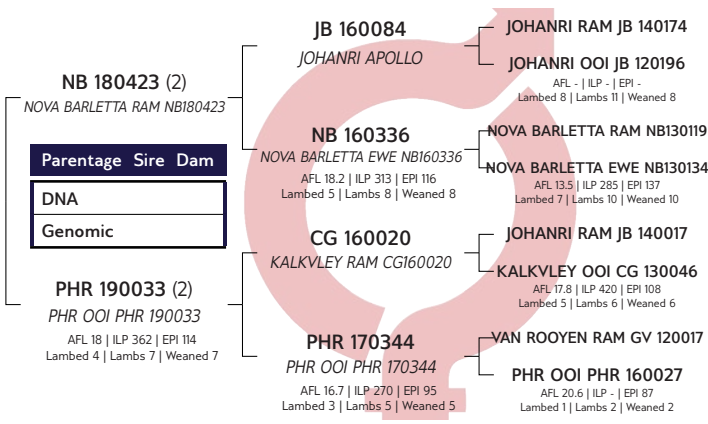 NB 180423 (2)
NOVA BARLETTA RAM NB180423
Parentage Sire Dam
DNA
Genomic
PHR 190033 (2)
PHR OOI PHR 190033
AFL 18 | ILP 362 | EPI 114
Lambed 4 | Lambs 7 | Weaned 7
JB 160084
JOHANRI APOLLO
NB 160336
NOVA BARLETTA EWE NB160336
AFL 18.2 | ILP 313 | EPI 116
Lambed 5 | Lambs 8 | Weaned 8
CG 160020
KALKVLEY RAM CG160020
PHR 170344
PHR OOI PHR 170344
AFL 16.7 | ILP 270 | EPI 95
Lambed 3 | Lambs 5 | Weaned 5
JOHANRI RAM JB 140174
JOHANRI OOI JB 120196
AFL - | ILP - | EPI -
Lambed 8 | Lambs 11 | Weaned 8
NOVA BARLETTA RAM NB130119
NOVA BARLETTA EWE NB130134
AFL 13.5 | ILP 285 | EPI 137
Lambed 7 | Lambs 10 | Weaned 10
JOHANRI RAM JB 140017
KALKVLEY OOI CG 130046
AFL 17.8 | ILP 420 | EPI 108
Lambed 5 | Lambs 6 | Weaned 6
VAN ROOYEN RAM GV 120017
PHR OOI PHR 160027
AFL 20.6 | ILP - | EPI 87
Lambed 1 | Lambs 2 | Weaned 2